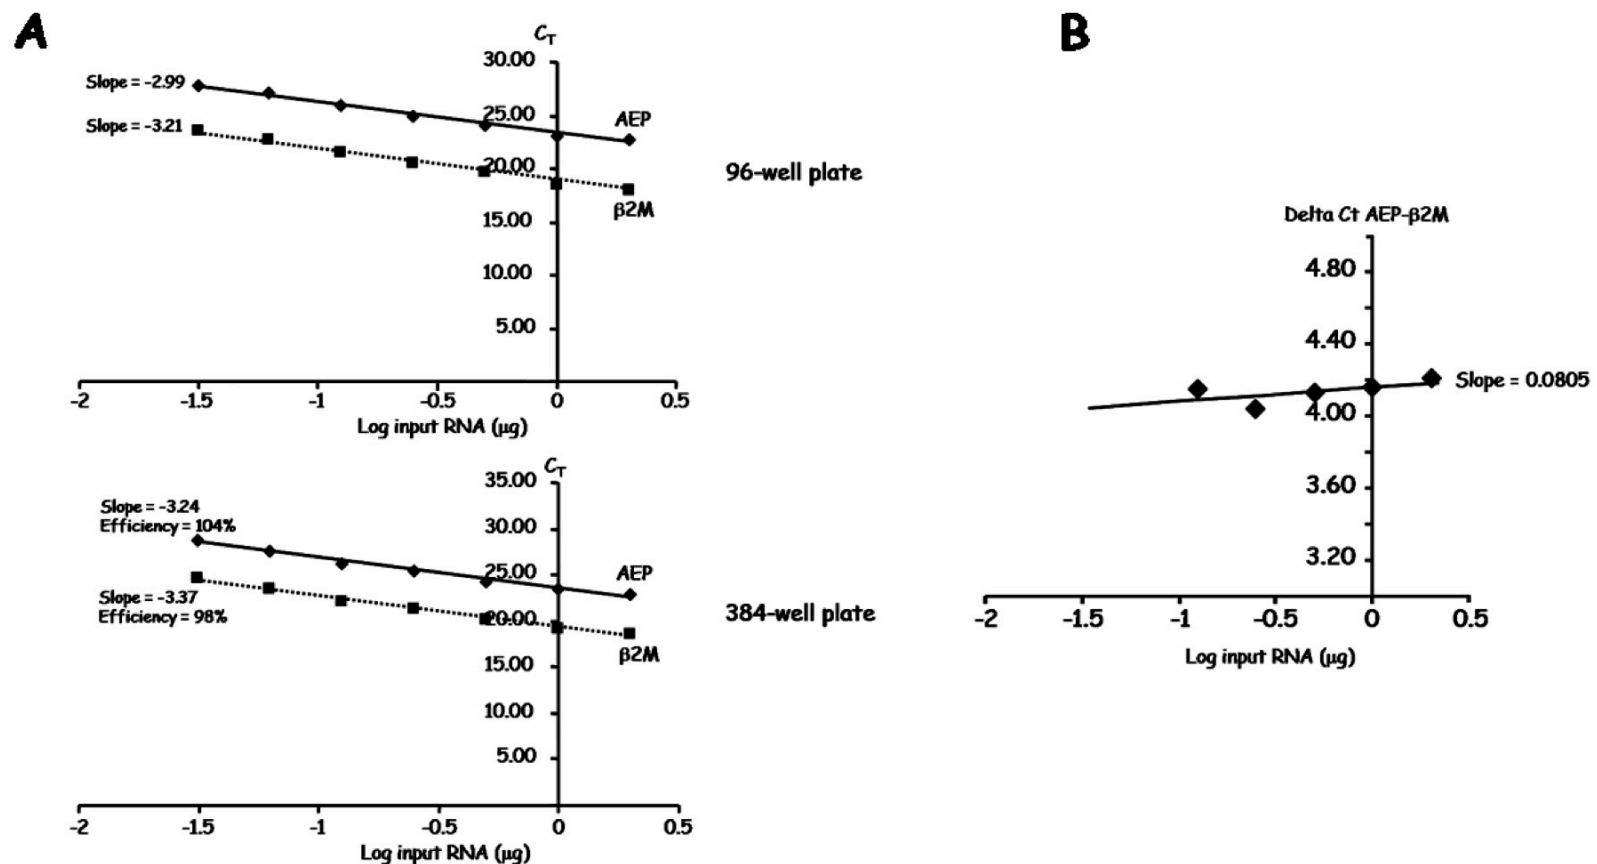 A
C_T
30.00
Slope = -2.99
25.00
AEP
Slope = -3.21
20.00
β2M
15.00
10.00
5.00
-2 -1.5 -1 -0.5 0 0.5
Log input RNA (μg)
96-well plate
C_T
35.00
Slope = -3.24
Efficiency = 104%
30.00
25.00
AEP
Slope = -3.37
Efficiency = 98%
20.00
β2M
15.00
10.00
5.00
-2 -1.5 -1 -0.5 0 0.5
Log input RNA (μg)
384-well plate
B
Delta Ct AEP-β2M
4.80
4.40
Slope = 0.0805
4.00
3.60
3.20
-2 -1.5 -1 -0.5 0 0.5
Log input RNA (μg)